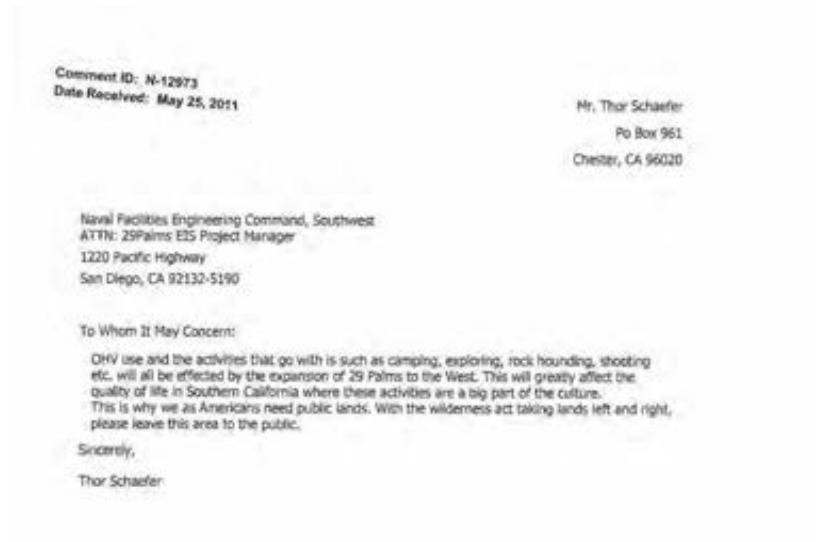 Comment ID: N-12973
Date Received: May 25, 2011
Mr. Thor Schaefer
Po Box 961
Chester, CA 96020
Naval Facilities Engineering Command, Southwest
ATTN: 29Palms EIS Project Manager
1220 Pacific Highway
San Diego, CA 92132-5190
To Whom It May Concern:
OHV use and the activities that go with is such as camping, exploring, rock hounding, shooting
etc. will all be effected by the expansion of 29 Palms to the West. This will greatly affect the
quality of life in Southern California where these activities are a big part of the culture.
This is why we as Americans need public lands. With the wilderness act taking lands left and right,
please leave this area to the public.
Sincerely,
Thor Schaefer